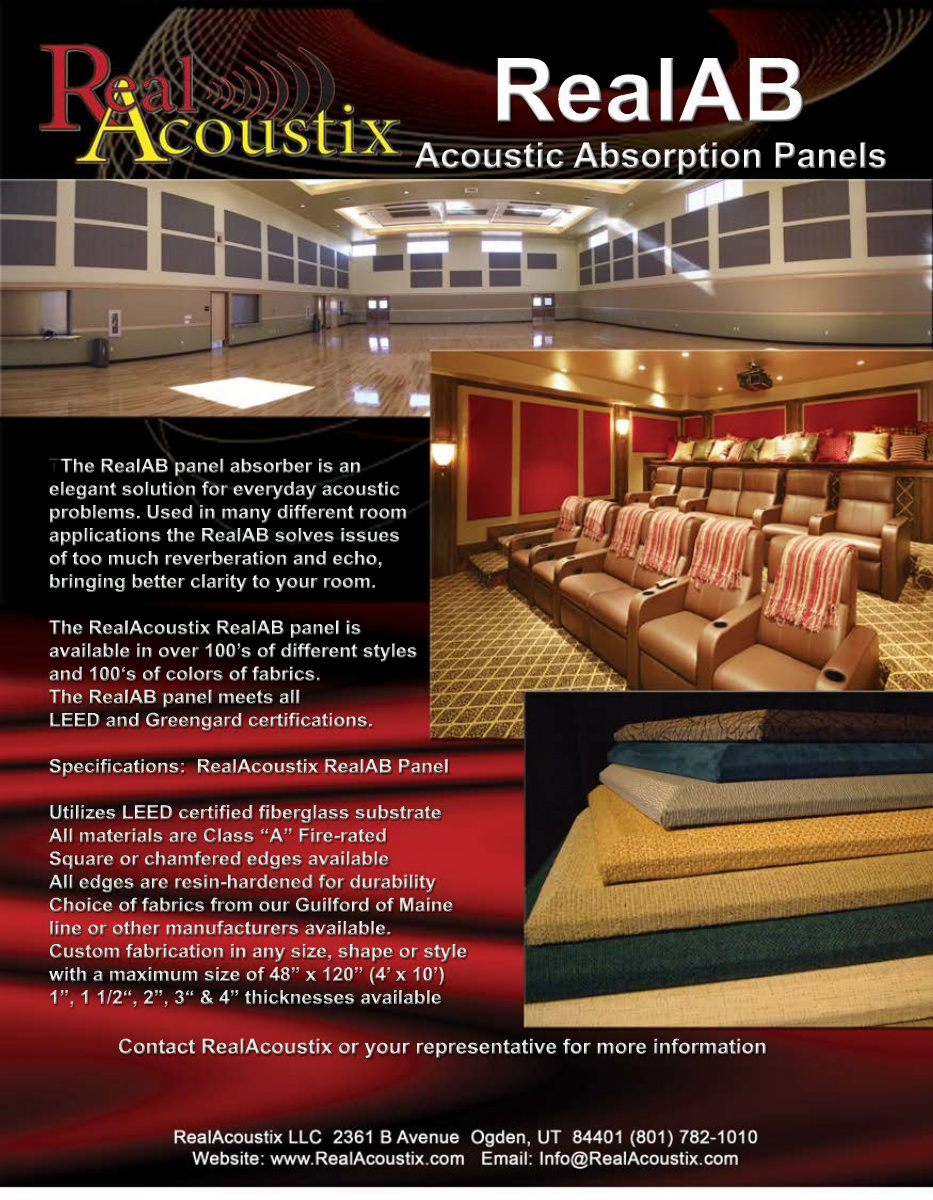 Real
Acoustix
RealAB
Acoustic Absorption Panels
TThe RealAB panel absorber is an
elegant solution for everyday acoustic
problems. Used in many different room
applications the RealAB solves issues
of too much reverberation and echo,
bringing better clarity to your room.
The RealAcoustix RealAB panel is
available in over 100’s of different styles
and 100‘s of colors of fabrics.
The RealAB panel meets all
LEED and Greengard certifications.
Specifications:  RealAcoustix RealAB Panel
Utilizes LEED certified fiberglass substrate
All materials are Class “A” Fire-rated
Square or chamfered edges available
All edges are resin-hardened for durability
Choice of fabrics from our Guilford of Maine
line or other manufacturers available.
Custom fabrication in any size, shape or style
with a maximum size of 48” x 120” (4’ x 10’)
1”, 1 1/2“, 2”, 3“ & 4” thicknesses available
Contact RealAcoustix or your representative for more information
RealAcoustix LLC  2361 B Avenue  Ogden, UT  84401 (801) 782-1010
Website: www.RealAcoustix.com   Email: Info@RealAcoustix.com